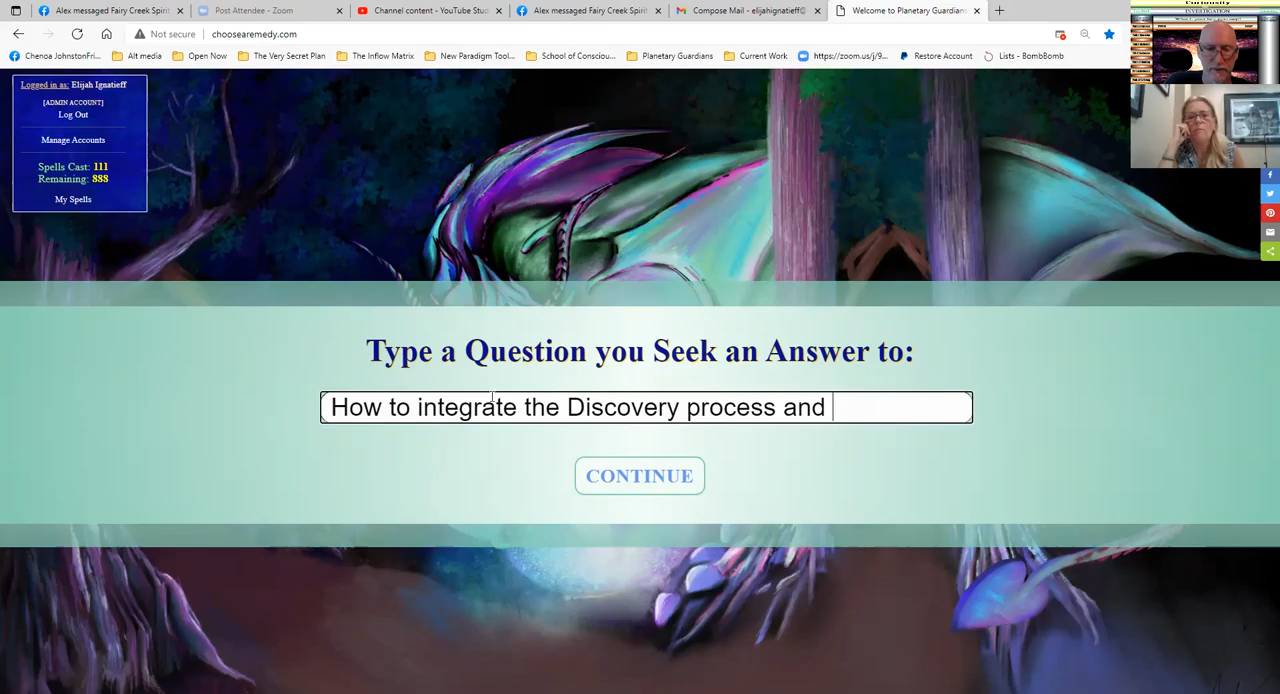 Alex messaged Fairy Creek Spirit
Post Attendee - Zoom
Channel content - YouTube Stud
Alex messaged Fairy Creek Spirit
Compose Mail - elijahignatieff@
Welcome to Planetary Guardians
Not secure
choosearemedy.com
Chenoa JohnstonFri...
Alt media
Open Now
The Very Secret Plan
The Inflow Matrix
New Paradigm Tool...
School of Consciou...
Planetary Guardians
Current Work
https://zoom.us/j/9...
Restore Account
Lists - BombBomb
Curiousity
INVESTIGATION
Logged in as: Elijah Ignatieff
[ADMIN ACCOUNT]
Log Out
Manage Accounts
Spells Cast: 111
Remaining: 888
My Spells
Type a Question you Seek an Answer to:
How to integrate the Discovery process and
CONTINUE